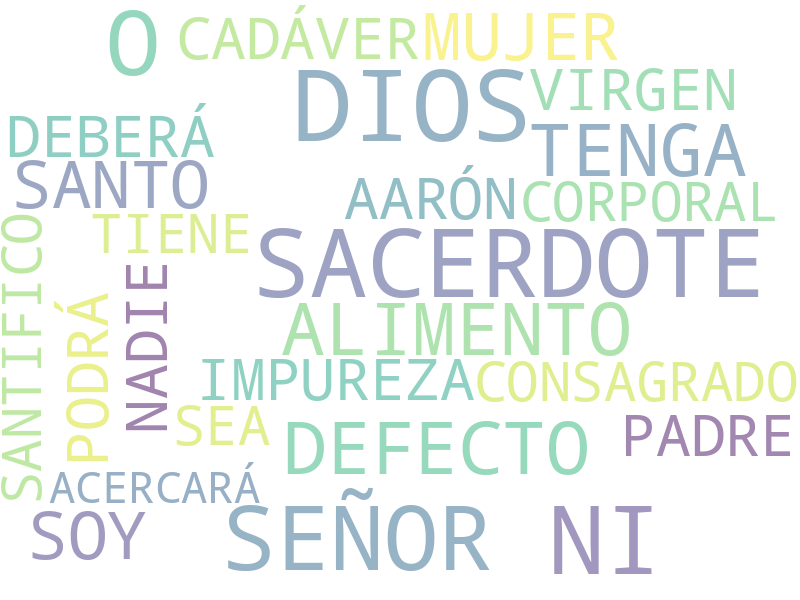 O
CADÁVER
MUJER
DIOS
VIRGEN
DEBERÁ
TENGA
SANTO
AARÓN
CORPORAL
SANTIFICO
TIENE
SACERDOTE
NADIE
PODRÁ
ALIMENTO
IMPUREZA
CONSAGRADO
SEA
DEFECTO
PADRE
ACERCARÁ
SOY
SEÑOR
NI